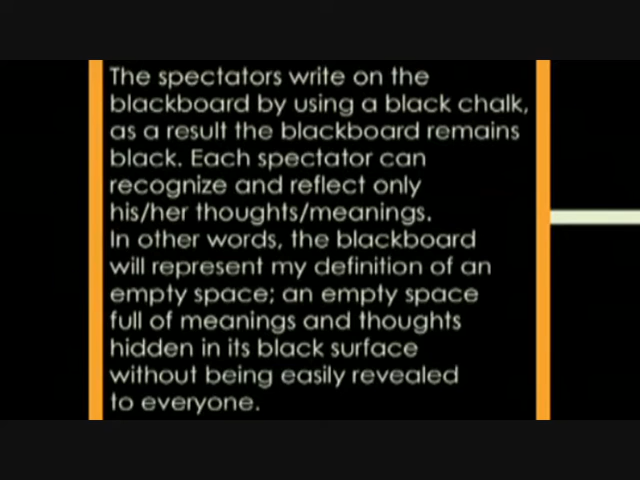 The spectators write on the
blackboard by using a black chalk,
as a result the blackboard remains
black. Each spectator can
recognize and reflect only
his/her thoughts/meanings.
In other words, the blackboard
will represent my definition of an
empty space; an empty space
full of meanings and thoughts
hidden in its black surface
without being easily revealed
to everyone.